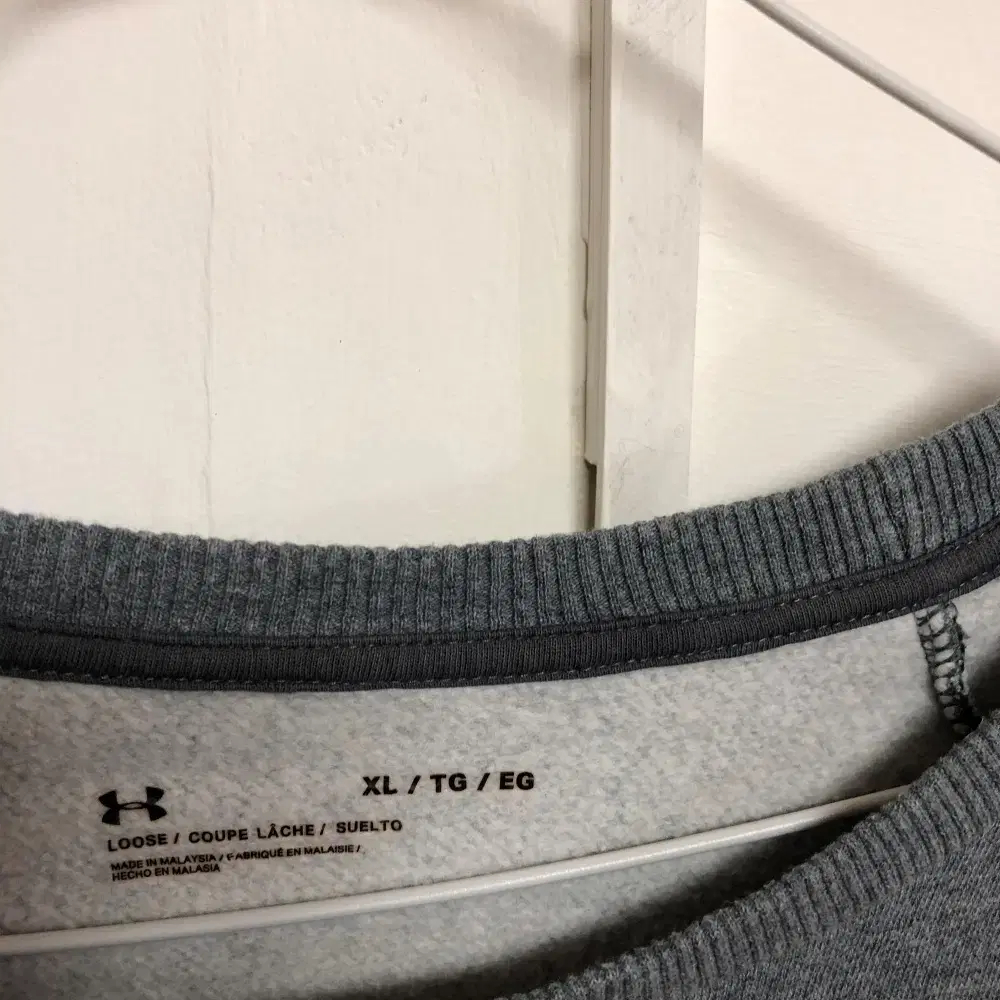 XL / TG / EG
LOOSE / COUPE LÂCHE / SUELTO
MADE IN MALAYSIA / FABRIQUÉ EN MALAISIE /
HECHO EN MALASIA